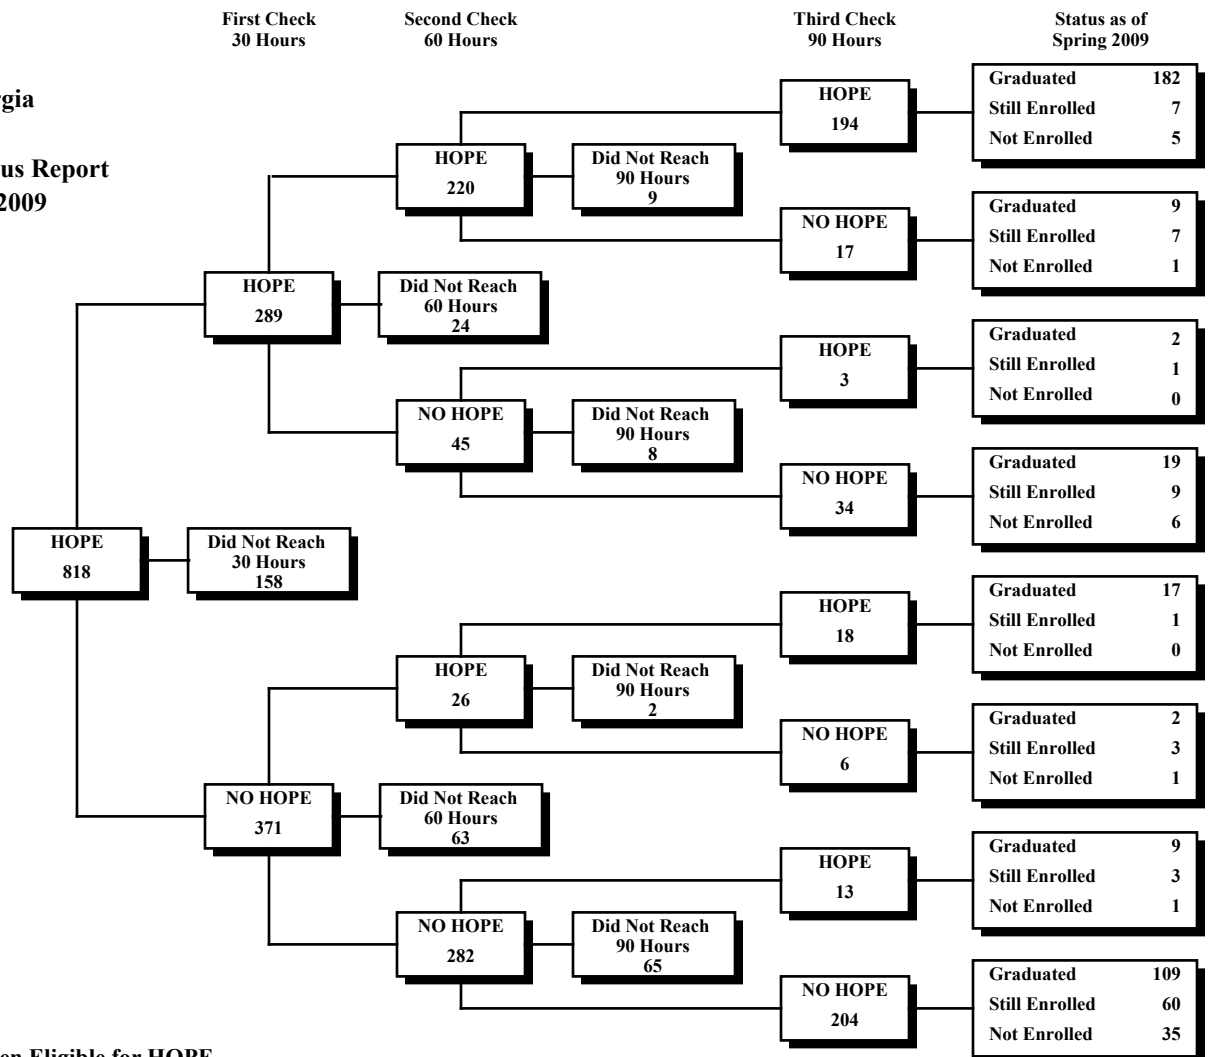 First Check
30 Hours
Second Check
60 Hours
Third Check
90 Hours
Status as of
Spring 2009
rgia
us Report
2009
HOPE
818
Did Not Reach
30 Hours
158
HOPE
289
Did Not Reach
60 Hours
24
NO HOPE
371
Did Not Reach
60 Hours
63
HOPE
220
Did Not Reach
90 Hours
9
NO HOPE
45
Did Not Reach
90 Hours
8
HOPE
26
Did Not Reach
90 Hours
2
NO HOPE
282
Did Not Reach
90 Hours
65
HOPE
194
Graduated 182
Still Enrolled 7
Not Enrolled 5
NO HOPE
17
Graduated 9
Still Enrolled 7
Not Enrolled 1
HOPE
3
Graduated 2
Still Enrolled 1
Not Enrolled 0
NO HOPE
34
Graduated 19
Still Enrolled 9
Not Enrolled 6
HOPE
18
Graduated 17
Still Enrolled 1
Not Enrolled 0
NO HOPE
6
Graduated 2
Still Enrolled 3
Not Enrolled 1
HOPE
13
Graduated 9
Still Enrolled 3
Not Enrolled 1
NO HOPE
204
Graduated 109
Still Enrolled 60
Not Enrolled 35
en Eligible for HOPE